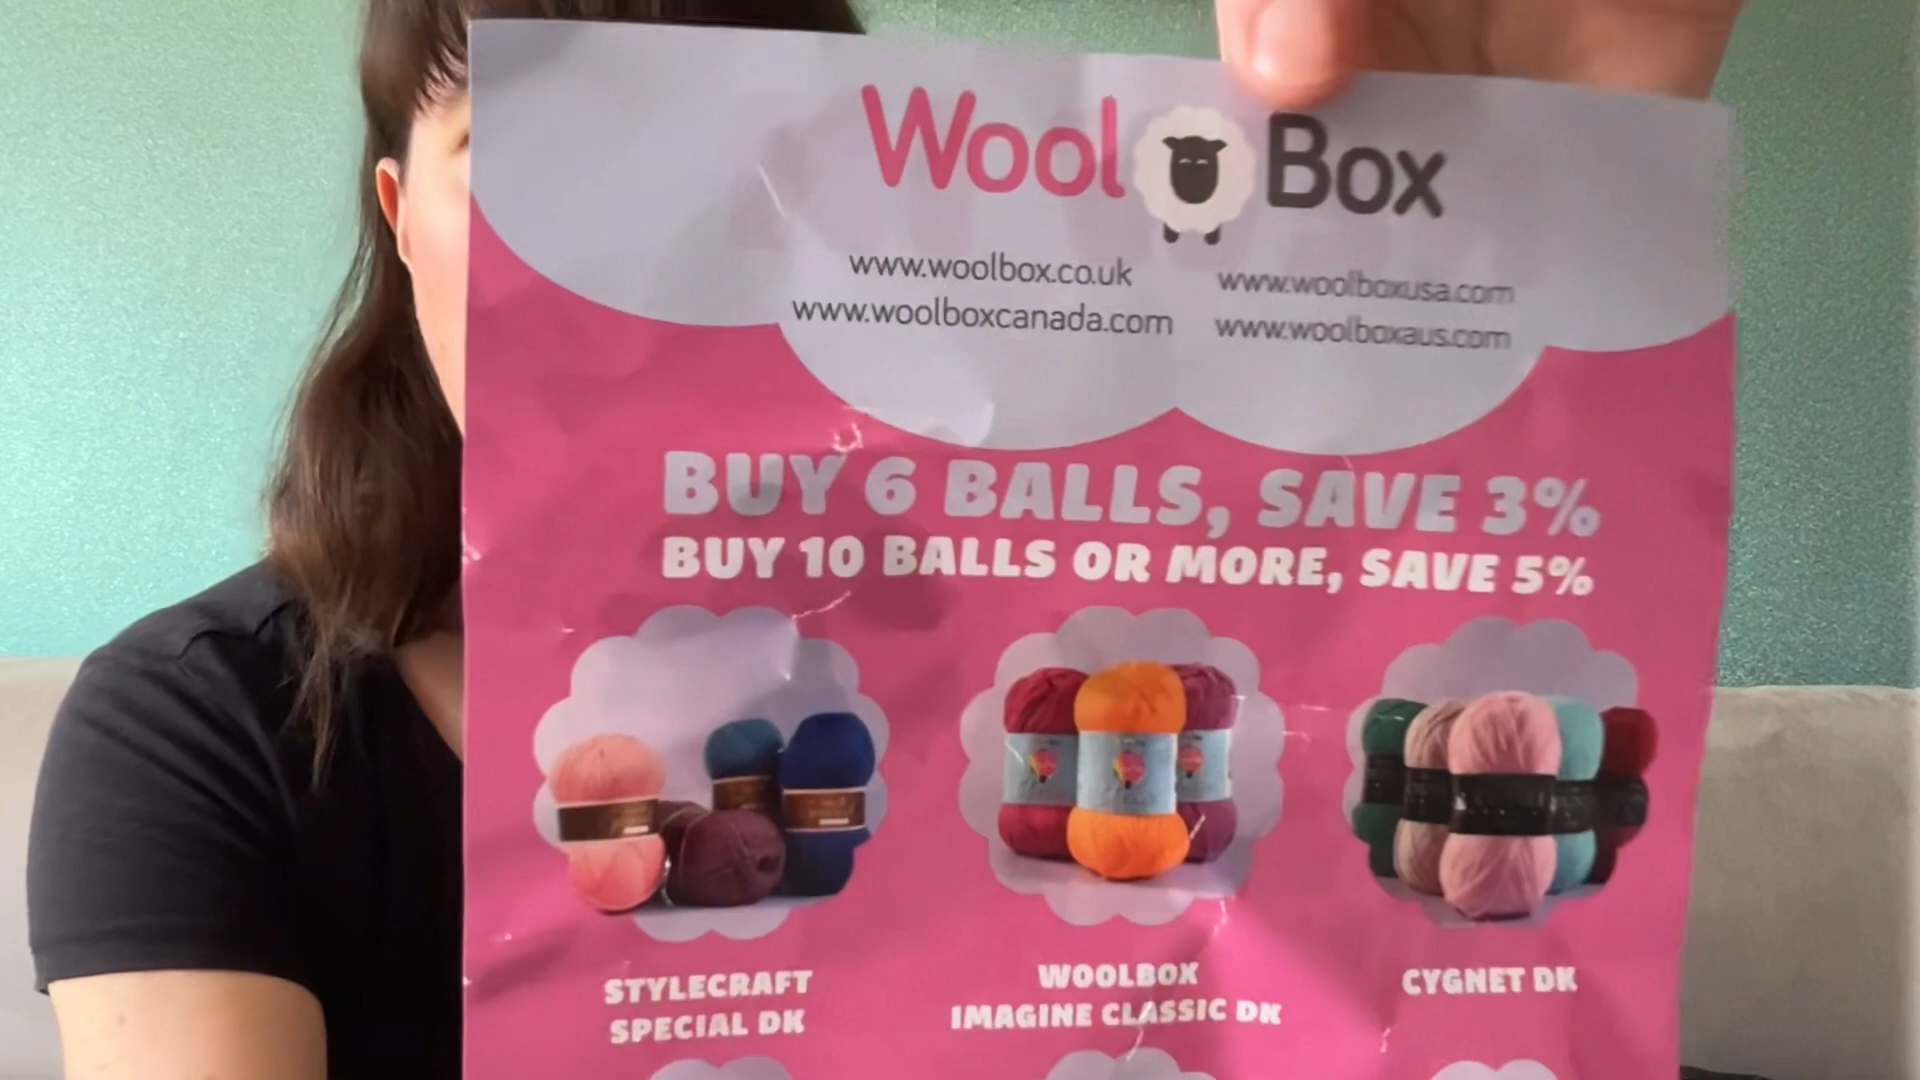 Wool Box
www.woolbox.co.uk www.woolboxusa.com
www.woolboxcanada.com www.woolboxaus.com
BUY 6 BALLS, SAVE 3%
BUY 10 BALLS OR MORE, SAVE 5%
STYLECRAFT
SPECIAL DK
WOOLBOX
IMAGINE CLASSIC DK
CYGNET DK